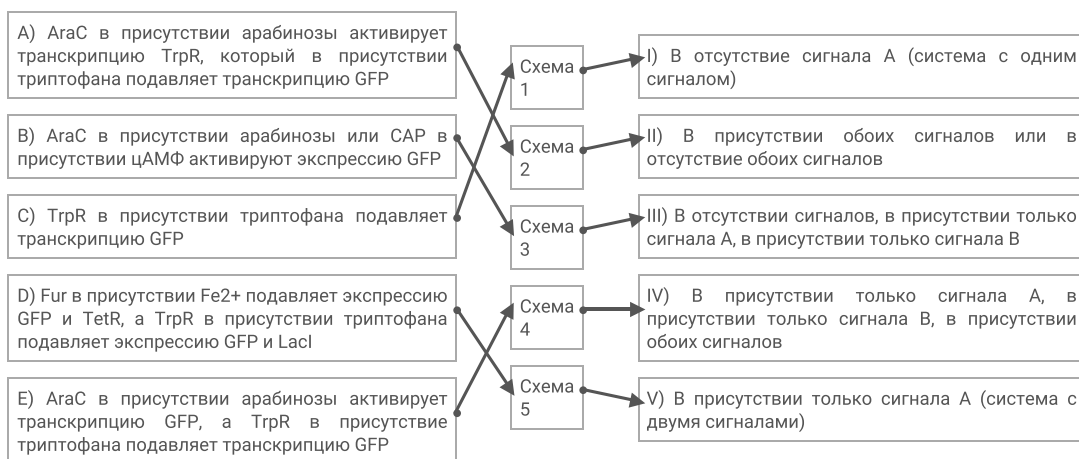 A) AraC в присутствии арабинозы активирует
транскрипцию TrpR, который в присутствии
триптофана подавляет транскрипцию GFP
B) AraC в присутствии арабинозы или CAP в
присутствии цАМФ активируют экспрессию GFP
C) TrpR в присутствии триптофана подавляет
транскрипцию GFP
D) Fur в присутствии Fe2+ подавляет экспрессию
GFP и TetR, а TrpR в присутствии триптофана
подавляет экспрессию GFP и LacI
E) AraC в присутствии арабинозы активирует
транскрипцию GFP, а TrpR в присутствие
триптофана подавляет транскрипцию GFP
Схема
1
Схема
2
Схема
3
Схема
4
Схема
5
I) В отсутствие сигнала А (система с одним
сигналом)
II) В присутствии обоих сигналов или в
отсутствие обоих сигналов
III) В отсутствии сигналов, в присутствии только
сигнала А, в присутствии только сигнала В
IV) В присутствии только сигнала А, в
присутствии только сигнала В, в присутствии
обоих сигналов
V) В присутствии только сигнала А (система с
двумя сигналами)